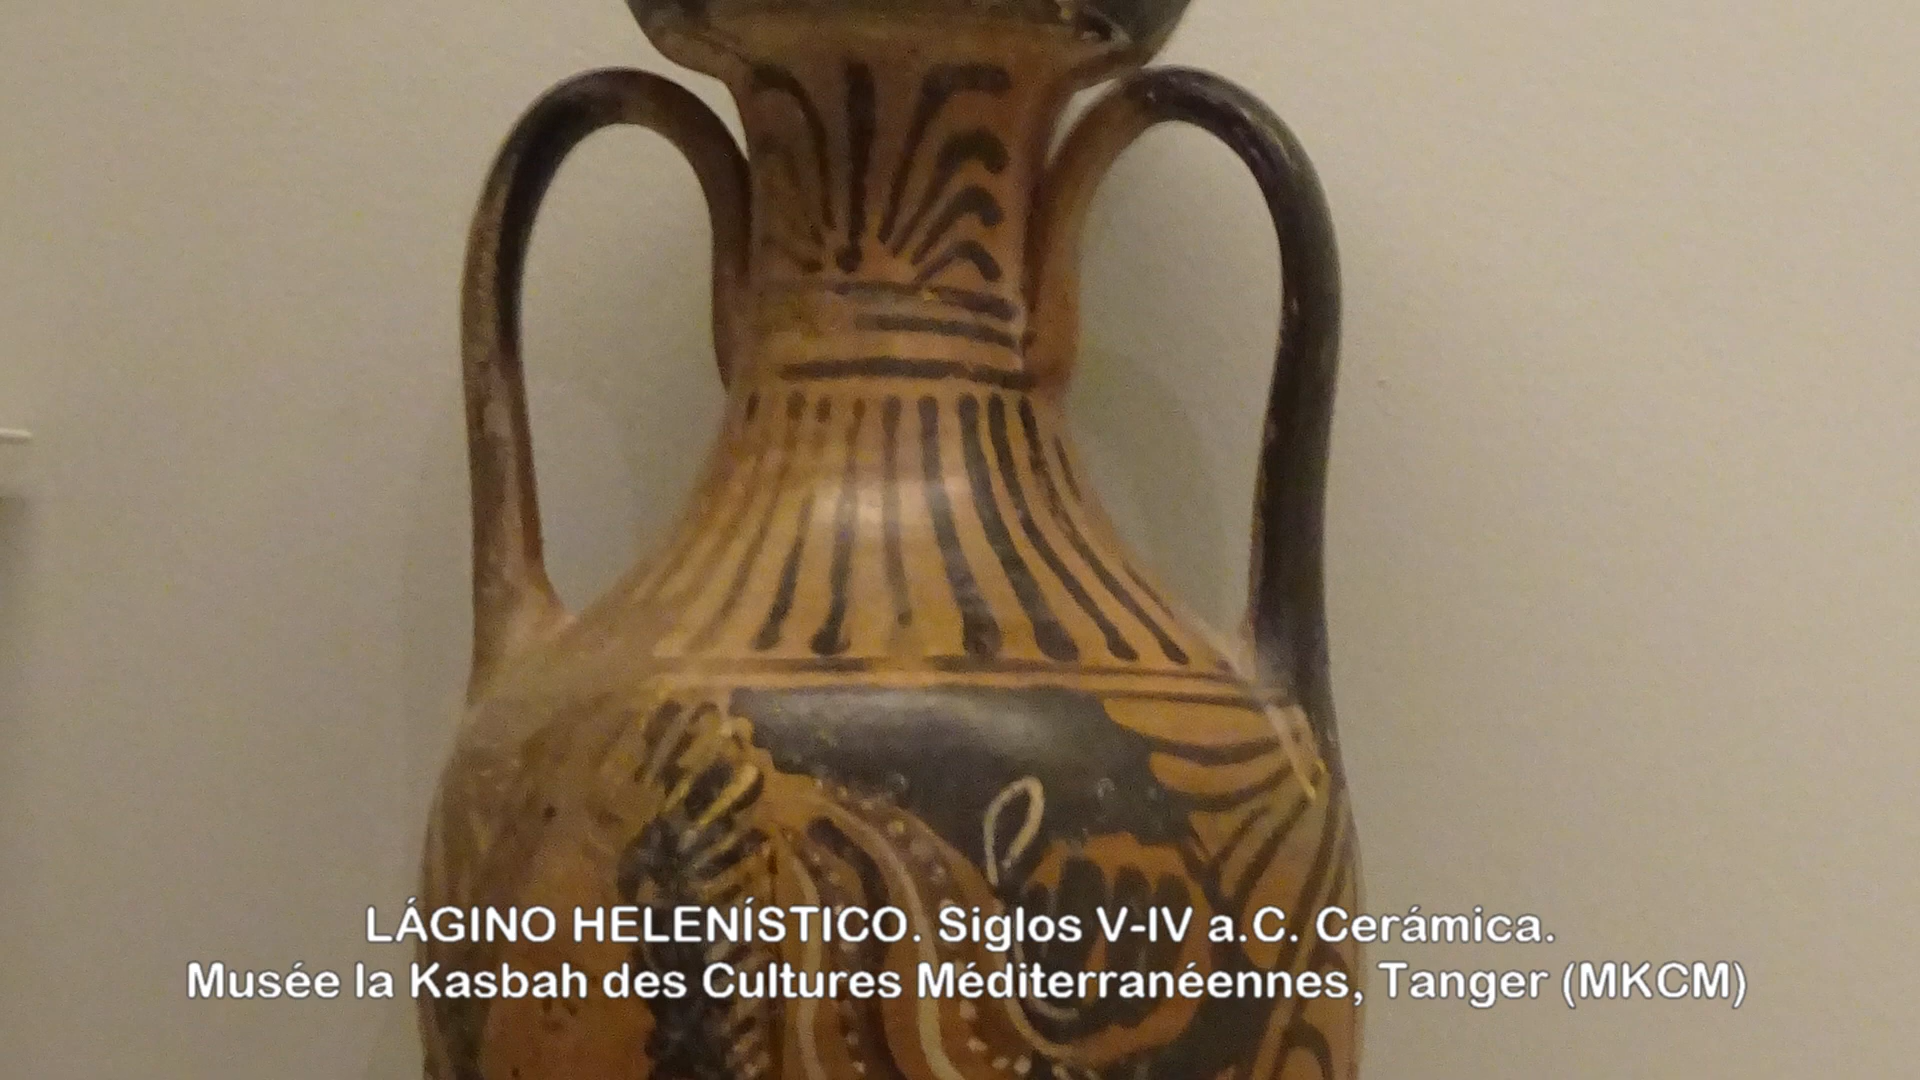 LÁGINO HELENÍSTICO. Siglos V-IV a.C. Cerámica.
Musée la Kasbah des Cultures Méditerranéennes, Tanger (MKCM)